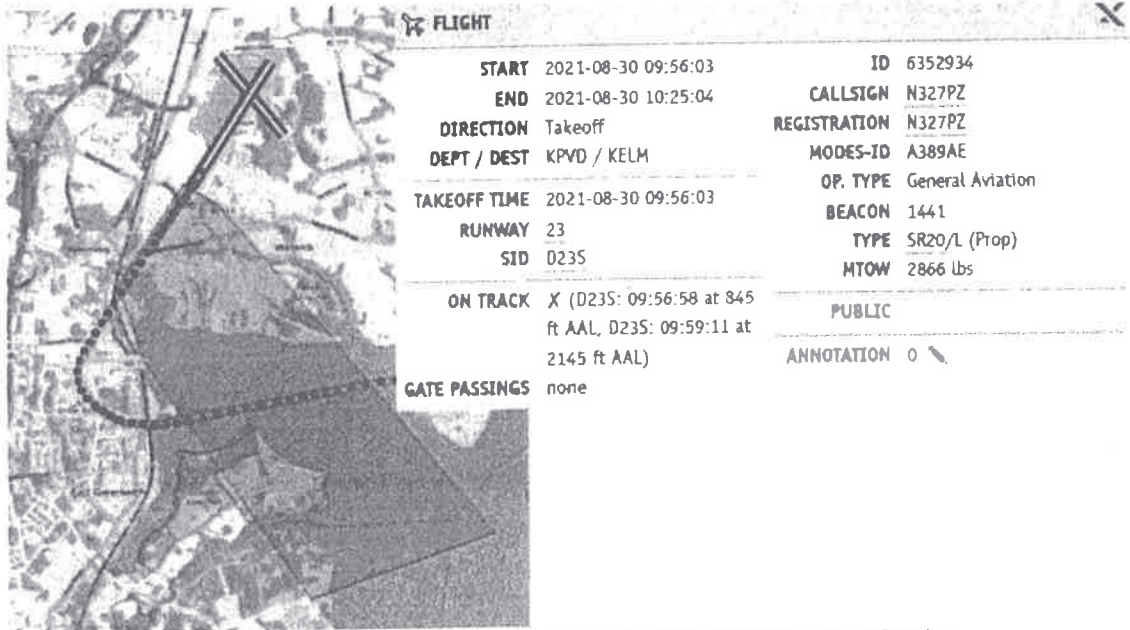 FLIGHT
START 2021-08-30 09:56:03
END 2021-08-30 10:25:04
DIRECTION Takeoff
DEPT / DEST KPVD / KELM
TAKEOFF TIME 2021-08-30 09:56:03
RUNWAY 23
SID D23S
ON TRACK X (D23S: 09:56:58 at 845
ft AAL, D23S: 09:59:11 at
2145 ft AAL)
GATE PASSINGS none
ID 6352934
CALLSIGN N327PZ
REGISTRATION N327PZ
MODES-ID A389AE
OP. TYPE General Aviation
BEACON 1441
TYPE SR20/L (Prop)
MTOW 2866 lbs
PUBLIC
ANNOTATION 0